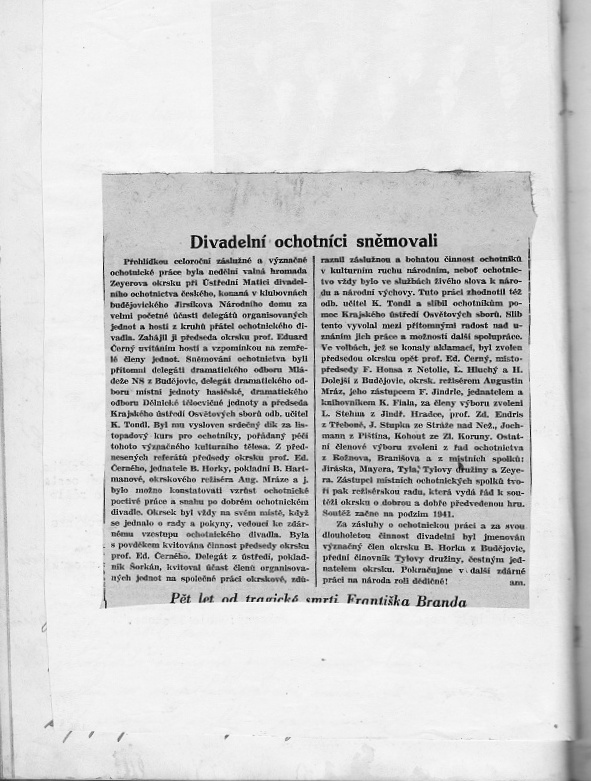 Divadelní ochotníci sněmovali
Přehlídkou celoroční záslužné a význačné
ochotnické práce byla nedělní valná hromada
Zeyerova okrsku při Ústřední Matici divadel-
ního ochotnictva českého, konaná v klubovnách
budějovického Jirsíkova Národního domu za
velmi početné účasti delegátů organisovaných
jednot a hostí z kruhů přátel ochotnického di-
vadla. Zahájil ji předseda okrsku prof. Eduard
Černý uvítáním hostí a vzpomínkou na zemře-
lé členy jednot. Sněmování ochotnictva byli
přítomni delegáti dramatického odboru Mlá-
deže NS z Budějovic, delegát dramatického od-
boru místní jednoty hasičské, dramatického
odboru Dělnické tělocvičné jednoty a předseda
Krajského ústředí Osvětových sborů odb. učitel
K. Tondl. Byl mu vysloven srdečný dík za lis-
topadový kurs pro ochotníky, pořádaný péčí
tohoto význačného kulturního tělesa. Z před-
nesených referátů předsedy okrsku prof. Ed.
Černého, jednatele B. Horky, pokladní B. Hart-
manové, okrskového režiséra Aug. Mráze a j.
bylo možno konstatovati vzrůst ochotnické
poctivé práce a snahu po dobrém ochotnickém
divadle. Okrsek byl vždy na svém místě, když
se jednalo o rady a pokyny, vedoucí ke zdár-
nému vzestupu ochotnického divadla. Byla
s povděkem kvitována činnost předsedy okrsku
prof. Ed. Černého. Delegát z ústředí, poklad-
ník Šorkán, kvitoval účast členů organisova-
ných jednot na společné práci okrskové, zdů-
raznil záslužnou a bohatou činnost ochotníků
v kulturním ruchu národním, neboť ochotnic-
tvo vždy bylo ve službách živého slova k náro-
du a národní výchovy. Tuto práci zhodnotil též
odb. učitel K. Tondl a slíbil ochotníkům po-
moc Krajského ústředí Osvětových sborů. Slib
tento vyvolal mezi přítomnými radost nad u-
znáním jich práce a možností další spolupráce.
Ve volbách, jež se konaly aklamací, byl zvolen
předsedou okrsku opět prof. Ed. Černý, místo-
předsedy F. Honsa z Netolic, L. Hluchý a H.
Dolejší z Budějovic, okrsk. režisérem Augustin
Mráz, jeho zástupcem F. Jindrle, jednatelem a
knihovníkem K. Fiala, za členy výboru zvoleni
L. Stehua z Jindř. Hradce, prof. Zd. Endris
z Třeboně, J. Stupka ze Stráže nad Než., Joch-
mann z Pištína, Kohout ze Zl. Koruny. Ostat-
ní členové výboru zvoleni z řad ochotnictva
z Rožnova, Branišova a z místních spolků:
Jiráska, Mayera, Tyla, Tylovy družiny a Zeye-
ra. Zástupci místních ochotnických spolků tvo-
ří pak režisérskou radu, která vydá řád k sou-
těži okrsku o dobrou a dobře předvedenou hru.
Soutěž začne na podzim 1941.
Za zásluhy o ochotnickou práci a za svou
dlouholetou činnost divadelní byl jmenován
význačný člen okrsku B. Horka z Budějovic,
přední činovník Tylovy družiny, čestným jed-
natelem okrsku. Pokračujme v další zdárné
práci na národa roli dědičné! am.
Pět let od tragické smrti Františka Branda